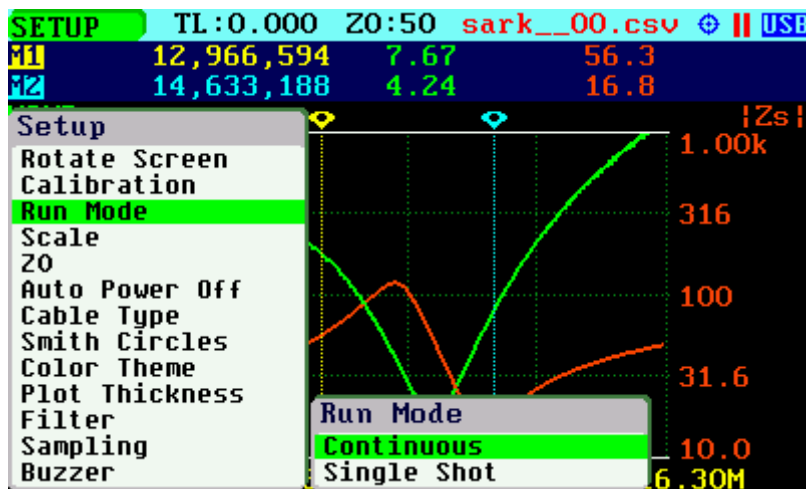 SETUP TL:0.000 Z0:50 sark__00.csv USB
M1 12,966,594 7.67 56.3
M2 14,633,188 4.24 16.8
|Zs|
Setup
Rotate Screen
Calibration
Run Mode
Scale
Z0
Auto Power Off
Cable Type
Smith Circles
Color Theme
Plot Thickness
Filter
Sampling
Buzzer
1.00k
316
100
31.6
10.0
Run Mode
Continuous
Single Shot
6.30M